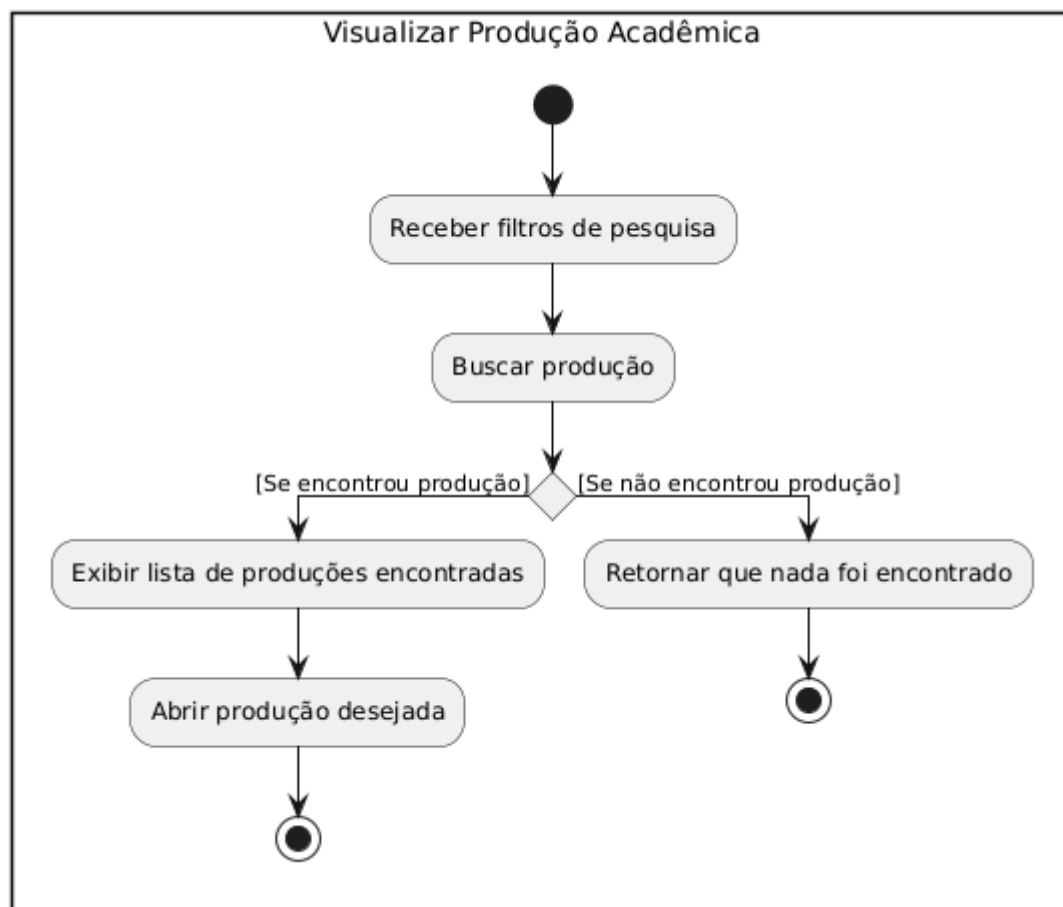 Visualizar Produção Acadêmica
Receber filtros de pesquisa
Buscar produção
[Se encontrou produção]
[Se não encontrou produção]
Exibir lista de produções encontradas
Retornar que nada foi encontrado
Abrir produção desejada